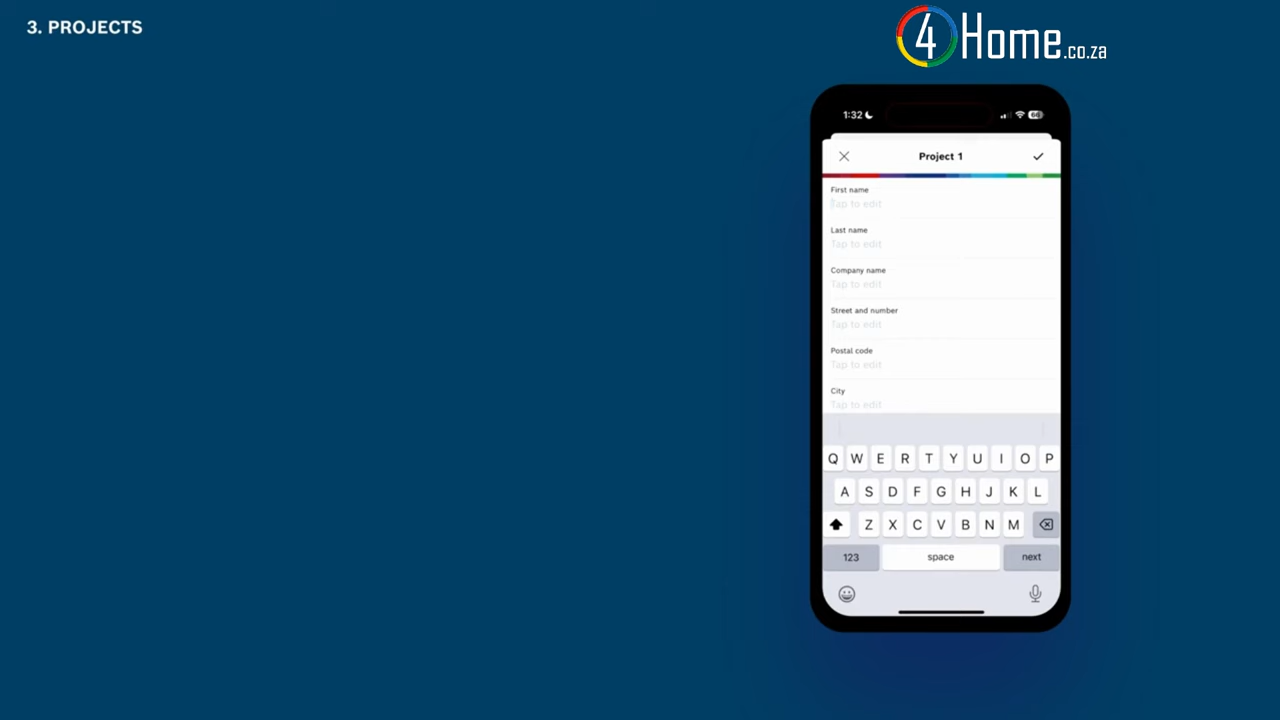 3. PROJECTS
4Home.co.za
1:32
66
Project 1
First name
Tap to edit
Last name
Tap to edit
Company name
Tap to edit
Street and number
Tap to edit
Postal code
Tap to edit
City
Tap to edit
Q W E R T Y U I O P
A S D F G H J K L
Z X C V B N M
123 space next